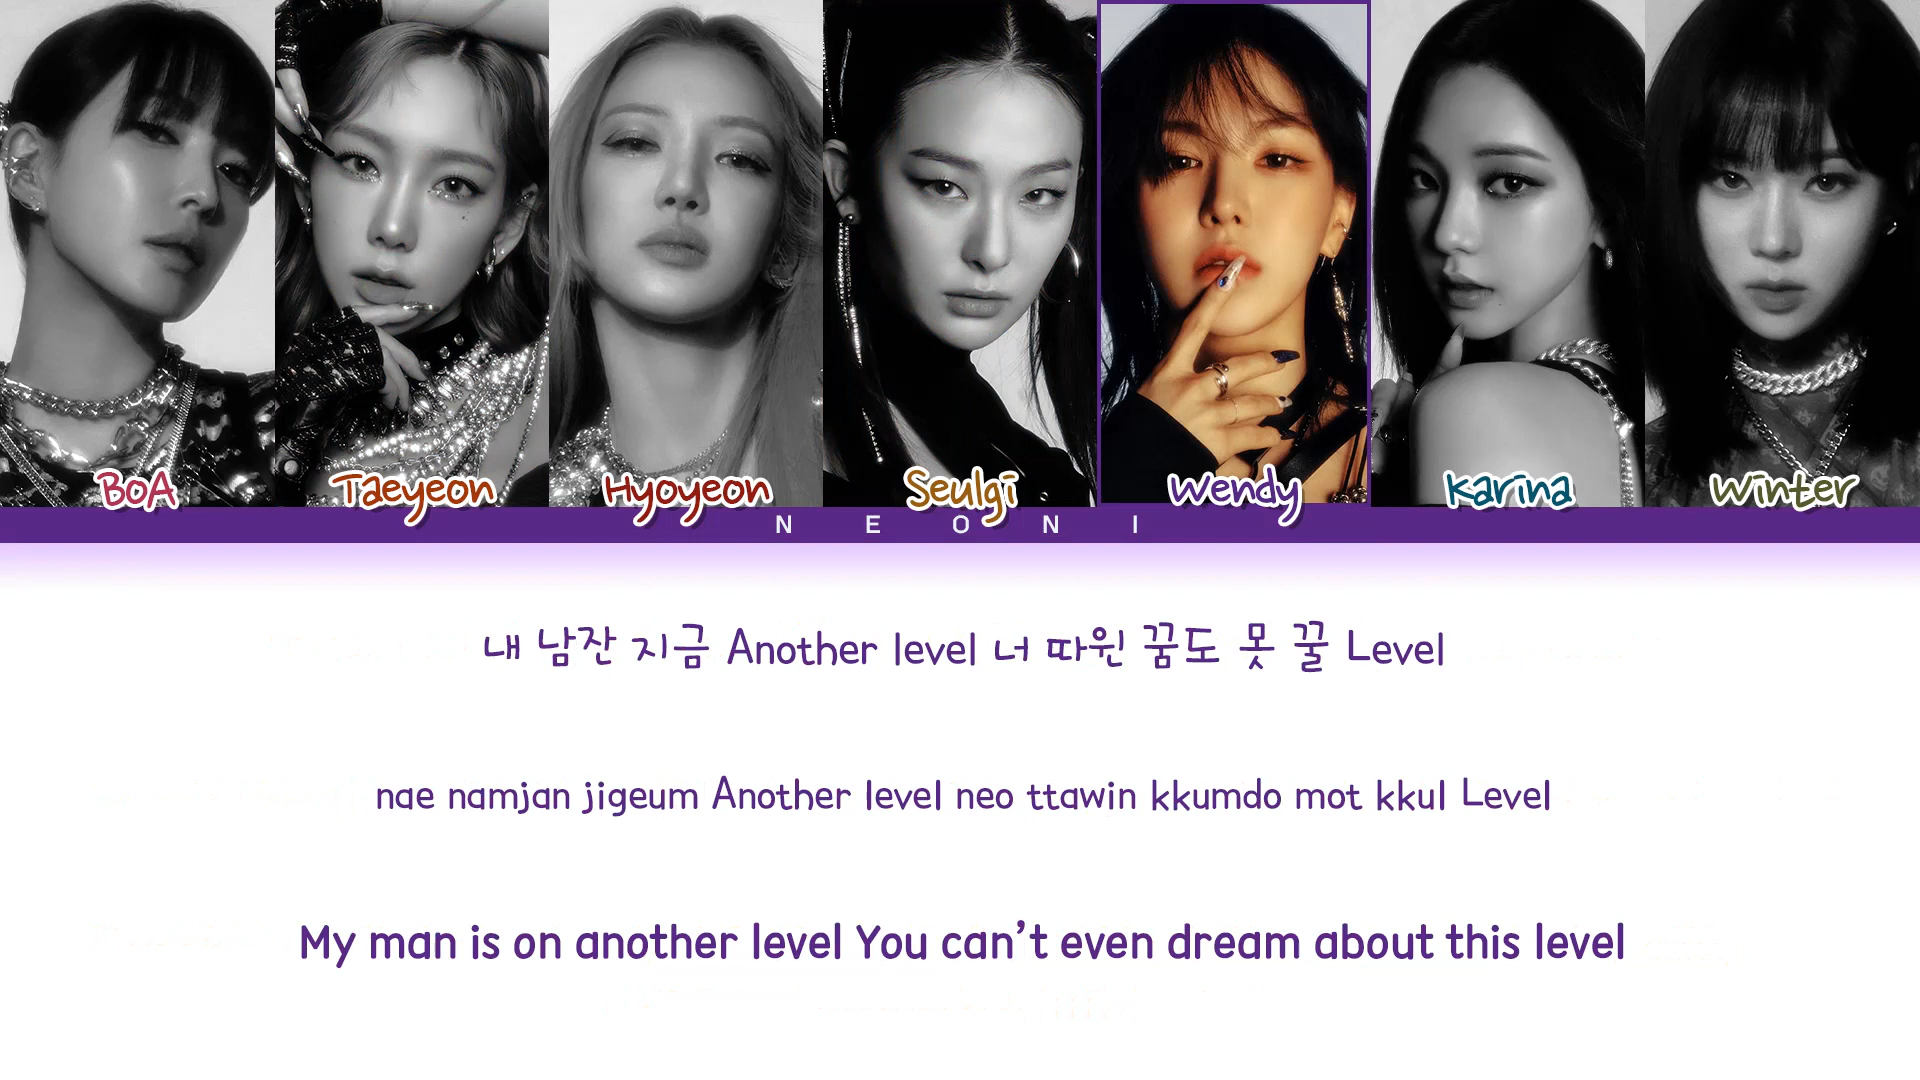 BoA
Taeyeon
Hyoyeon
Seulgi
Wendy
Karina
Winter
NEONI
내 남잔 지금 Another level 너 따윈 꿈도 못 꿀 Level
nae namjan jigeum Another level neo ttawin kkumdo mot kkul Level
My man is on another level You can't even dream about this level